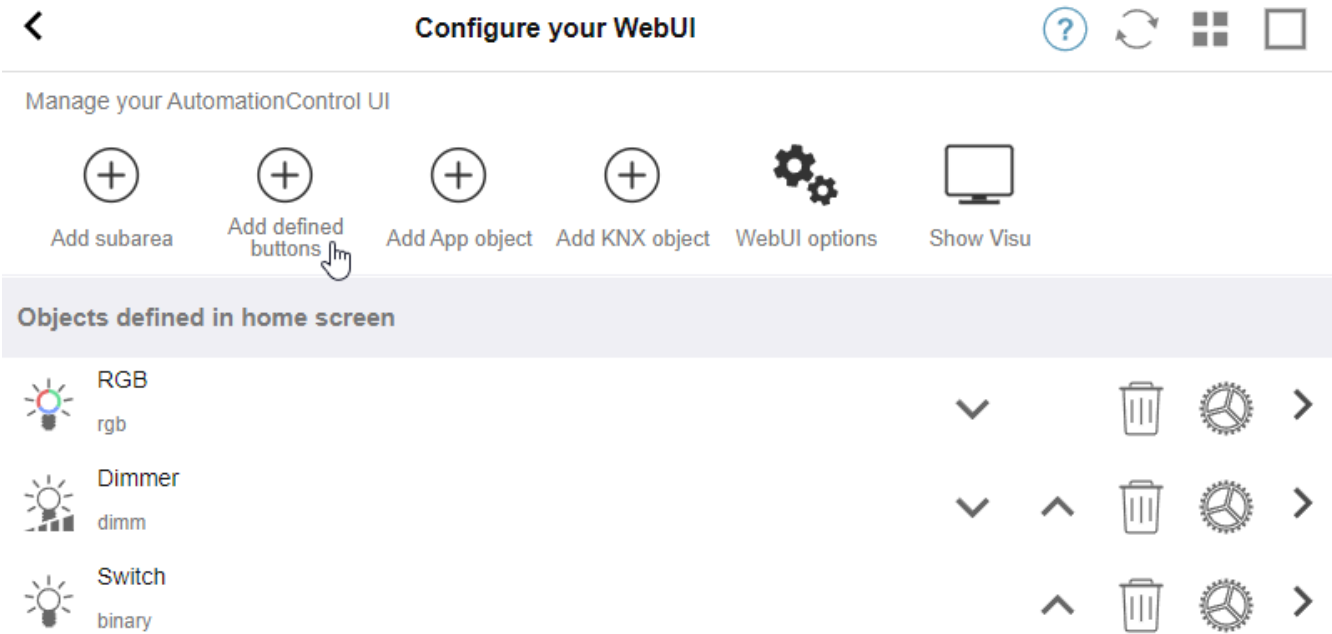 Configure your WebUI
?
Manage your AutomationControl UI
Add subarea
Add defined
buttons
Add App object
Add KNX object
WebUI options
Show Visu
Objects defined in home screen
RGB
rgb
Dimmer
dimm
Switch
binary